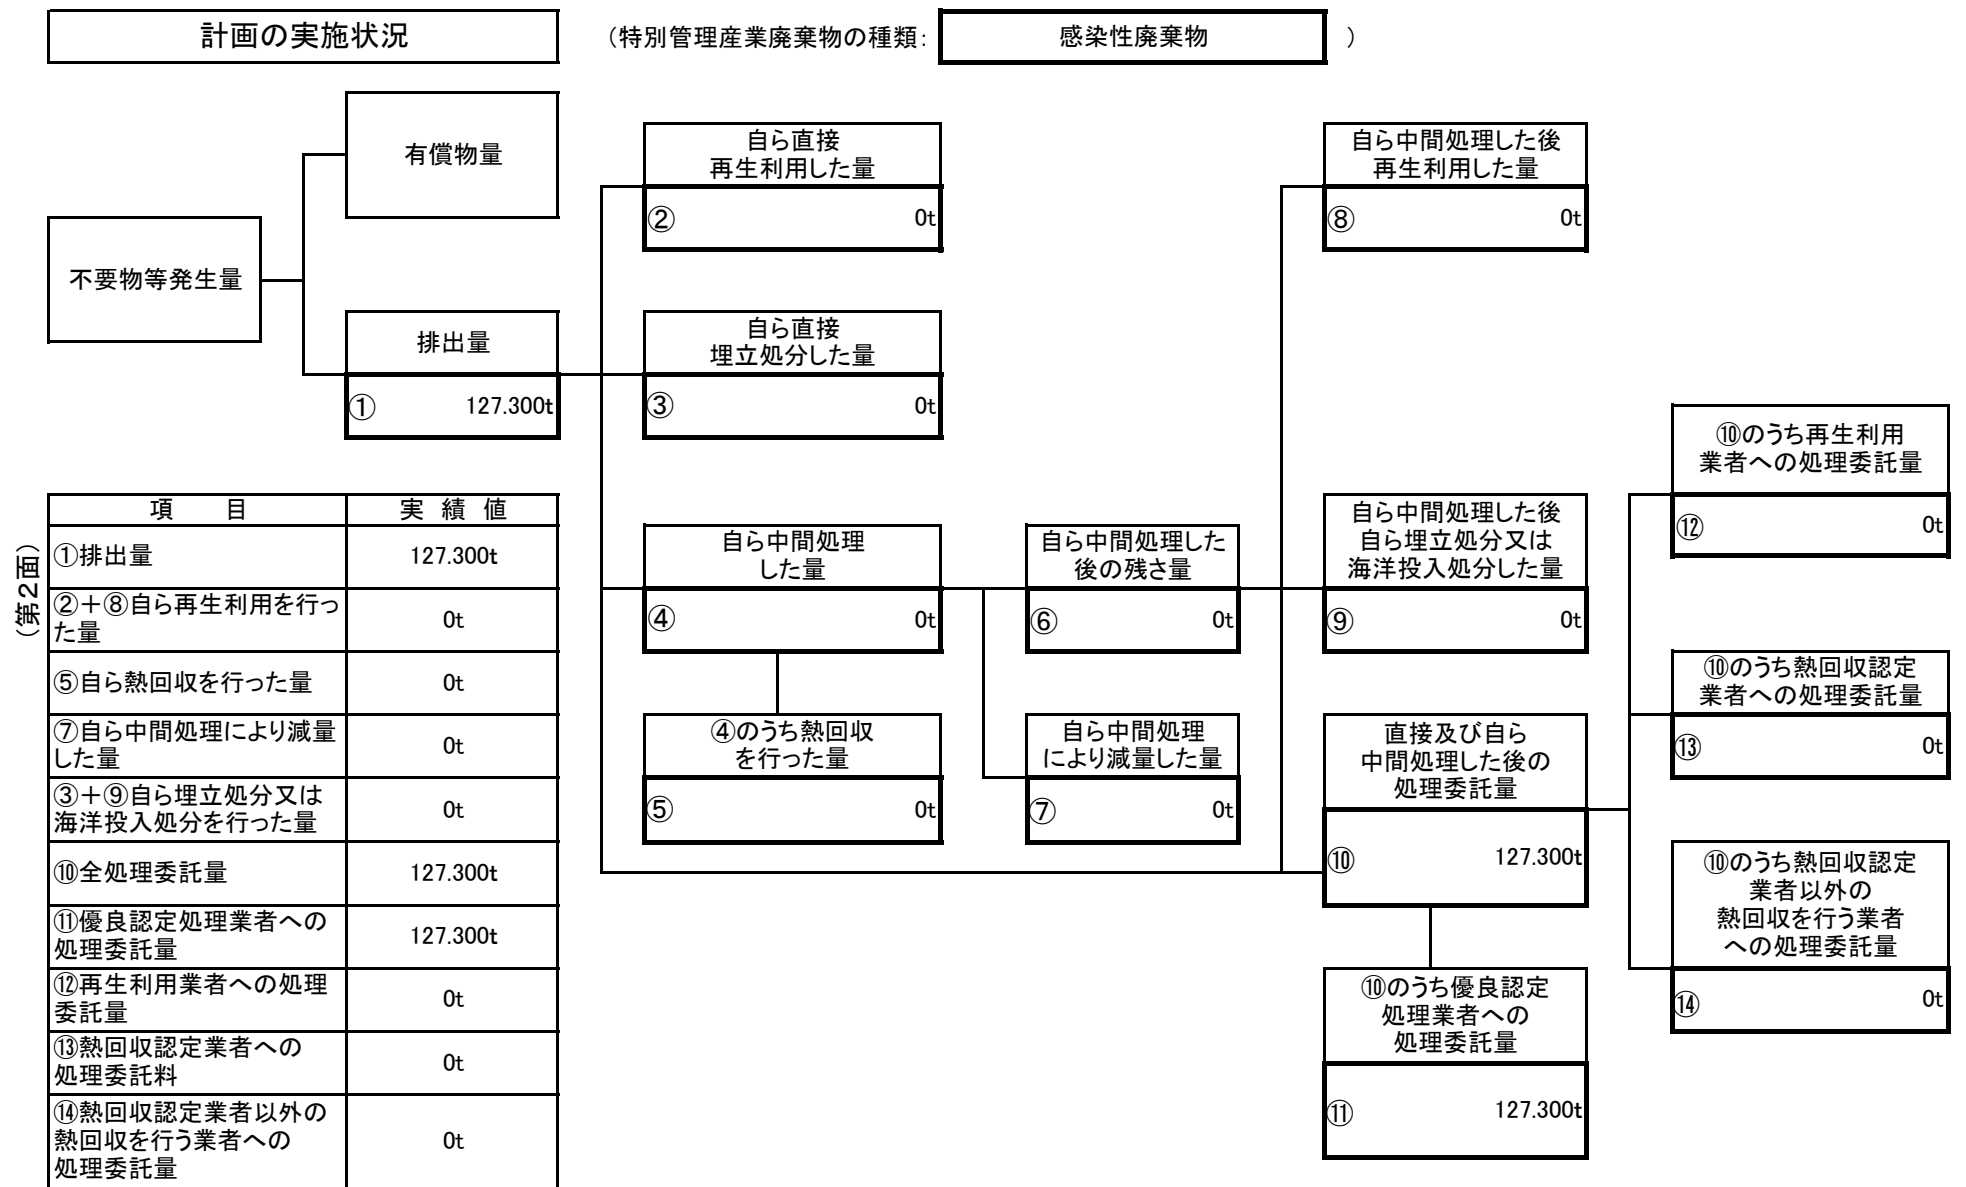 計画の実施状況
（特別管理産業廃棄物の種類: 感染性廃棄物 ）
有償物量
不要物等発生量
排出量
① 127.300t
自ら直接
再生利用した量
② 0t
自ら直接
埋立処分した量
③ 0t
自ら中間処理した後
再生利用した量
⑧ 0t
自ら中間処理
した量
④ 0t
④のうち熱回収
を行った量
⑤ 0t
自ら中間処理した
後の残さ量
⑥ 0t
自ら中間処理
により減量した量
⑦ 0t
自ら中間処理した後
自ら埋立処分又は
海洋投入処分した量
⑨ 0t
直接及び自ら
中間処理した後の
処理委託量
⑩ 127.300t
⑩のうち優良認定
処理業者への
処理委託量
⑪ 127.300t
⑩のうち再生利用
業者への処理委託量
⑫ 0t
⑩のうち熱回収認定
業者への処理委託量
⑬ 0t
⑩のうち熱回収認定
業者以外の
熱回収を行う業者
への処理委託量
⑭ 0t
（第２面）
項　　目 実 績 値
①排出量 127.300t
②＋⑧自ら再生利用を行っ
た量 0t
⑤自ら熱回収を行った量 0t
⑦自ら中間処理により減量
した量 0t
③＋⑨自ら埋立処分又は
海洋投入処分を行った量 0t
⑩全処理委託量 127.300t
⑪優良認定処理業者への
処理委託量 127.300t
⑫再生利用業者への処理
委託量 0t
⑬熱回収認定業者への
処理委託料 0t
⑭熱回収認定業者以外の
熱回収を行う業者への
処理委託量 0t